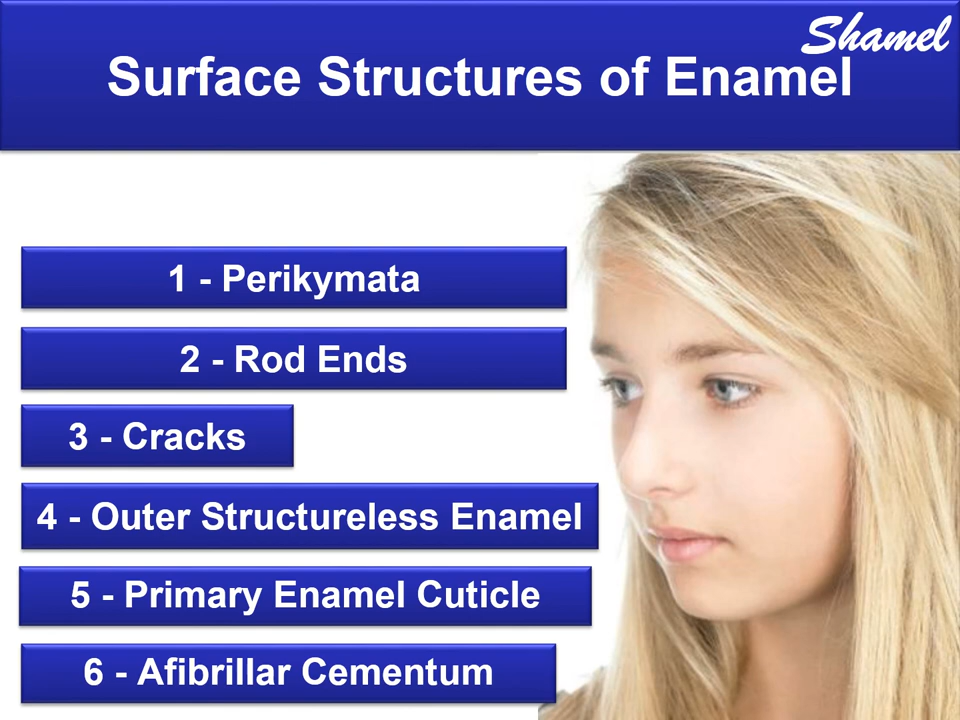 Shamel
Surface Structures of Enamel
1 - Perikymata
2 - Rod Ends
3 - Cracks
4 - Outer Structureless Enamel
5 - Primary Enamel Cuticle
6 - Afibrillar Cementum